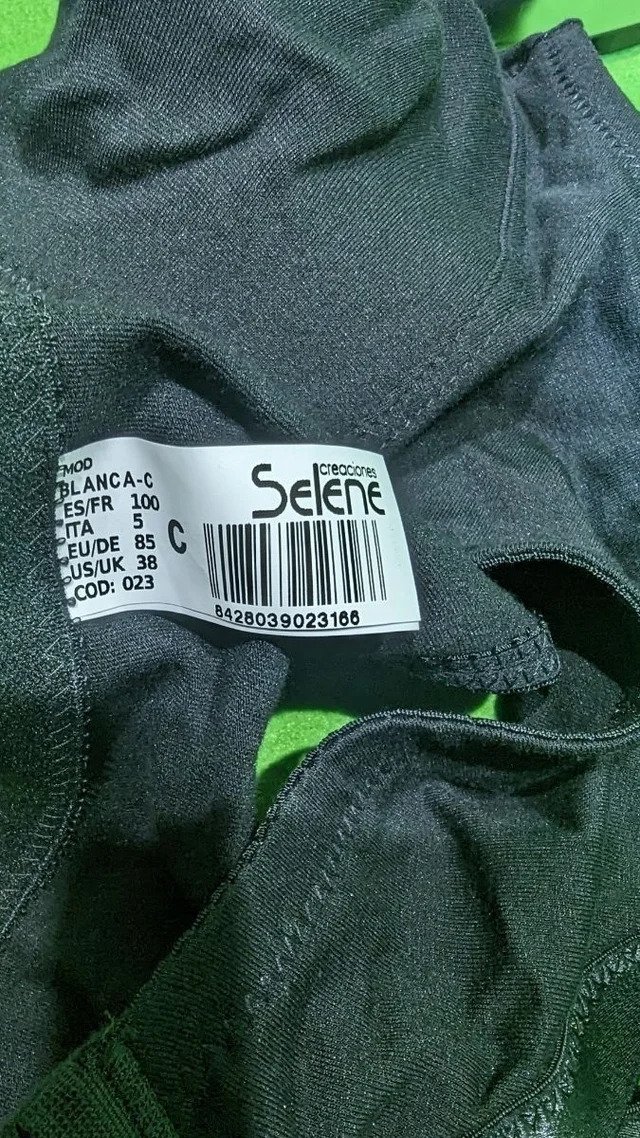 MOD
BLANCA-C
ES/FR 100
ITA 5
EU/DE 85
US/UK 38
COD: 023
C
creaciones
Selene
8428039023166